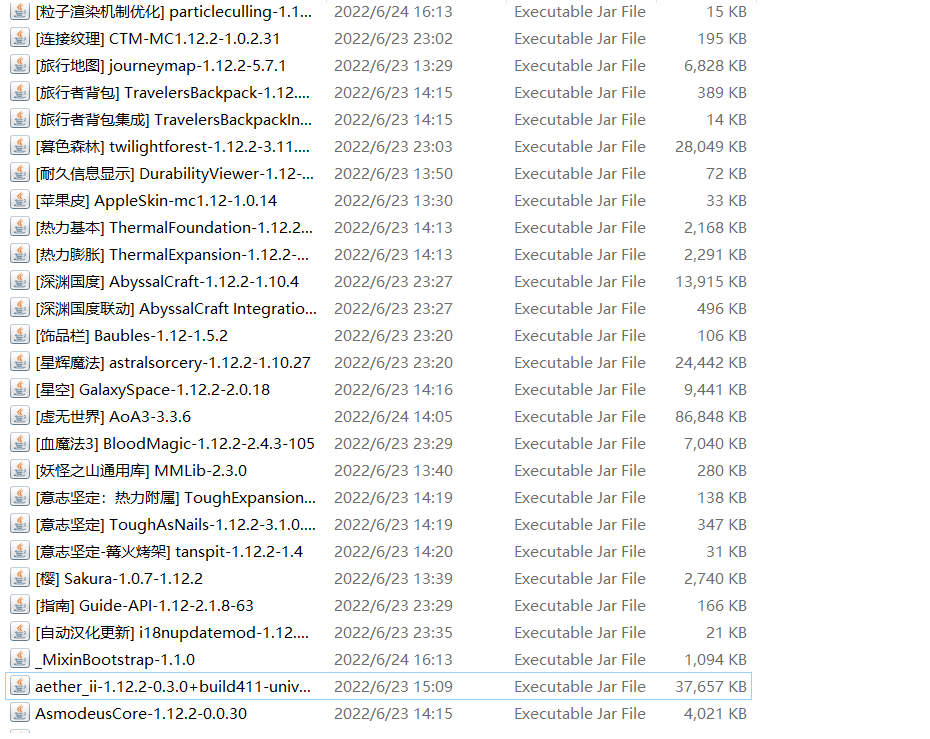 [粒子渲染机制优化] particleculling-1.1... 2022/6/24 16:13 Executable Jar File 15 KB
[连接纹理] CTM-MC1.12.2-1.0.2.31 2022/6/23 23:02 Executable Jar File 195 KB
[旅行地图] journeymap-1.12.2-5.7.1 2022/6/23 13:29 Executable Jar File 6,828 KB
[旅行者背包] TravelersBackpack-1.12.... 2022/6/23 14:15 Executable Jar File 389 KB
[旅行者背包集成] TravelersBackpackIn... 2022/6/23 14:15 Executable Jar File 14 KB
[暮色森林] twilightforest-1.12.2-3.11.... 2022/6/23 23:03 Executable Jar File 28,049 KB
[耐久信息显示] DurabilityViewer-1.12-... 2022/6/23 13:50 Executable Jar File 72 KB
[苹果皮] AppleSkin-mc1.12-1.0.14 2022/6/23 13:30 Executable Jar File 33 KB
[热力基本] ThermalFoundation-1.12.2... 2022/6/23 14:13 Executable Jar File 2,168 KB
[热力膨胀] ThermalExpansion-1.12.2-... 2022/6/23 14:13 Executable Jar File 2,291 KB
[深渊国度] AbyssalCraft-1.12.2-1.10.4 2022/6/23 23:27 Executable Jar File 13,915 KB
[深渊国度联动] AbyssalCraft Integratio... 2022/6/23 23:27 Executable Jar File 496 KB
[饰品栏] Baubles-1.12-1.5.2 2022/6/23 23:20 Executable Jar File 106 KB
[星辉魔法] astralsorcery-1.12.2-1.10.27 2022/6/23 23:20 Executable Jar File 24,442 KB
[星空] GalaxySpace-1.12.2-2.0.18 2022/6/23 14:16 Executable Jar File 9,441 KB
[虚无世界] AoA3-3.3.6 2022/6/24 14:05 Executable Jar File 86,848 KB
[血魔法3] BloodMagic-1.12.2-2.4.3-105 2022/6/23 23:29 Executable Jar File 7,040 KB
[妖怪之山通用库] MMLib-2.3.0 2022/6/23 13:40 Executable Jar File 280 KB
[意志坚定：热力附属] ToughExpansion... 2022/6/23 14:19 Executable Jar File 138 KB
[意志坚定] ToughAsNails-1.12.2-3.1.0.... 2022/6/23 14:19 Executable Jar File 347 KB
[意志坚定-篝火烤架] tanspit-1.12.2-1.4 2022/6/23 14:20 Executable Jar File 31 KB
[樱] Sakura-1.0.7-1.12.2 2022/6/23 13:39 Executable Jar File 2,740 KB
[指南] Guide-API-1.12-2.1.8-63 2022/6/23 23:29 Executable Jar File 166 KB
[自动汉化更新] i18nupdatemod-1.12.... 2022/6/23 23:35 Executable Jar File 21 KB
_MixinBootstrap-1.1.0 2022/6/24 16:13 Executable Jar File 1,094 KB
aether_ii-1.12.2-0.3.0+build411-univ... 2022/6/23 15:09 Executable Jar File 37,657 KB
AsmodeusCore-1.12.2-0.0.30 2022/6/23 14:15 Executable Jar File 4,021 KB